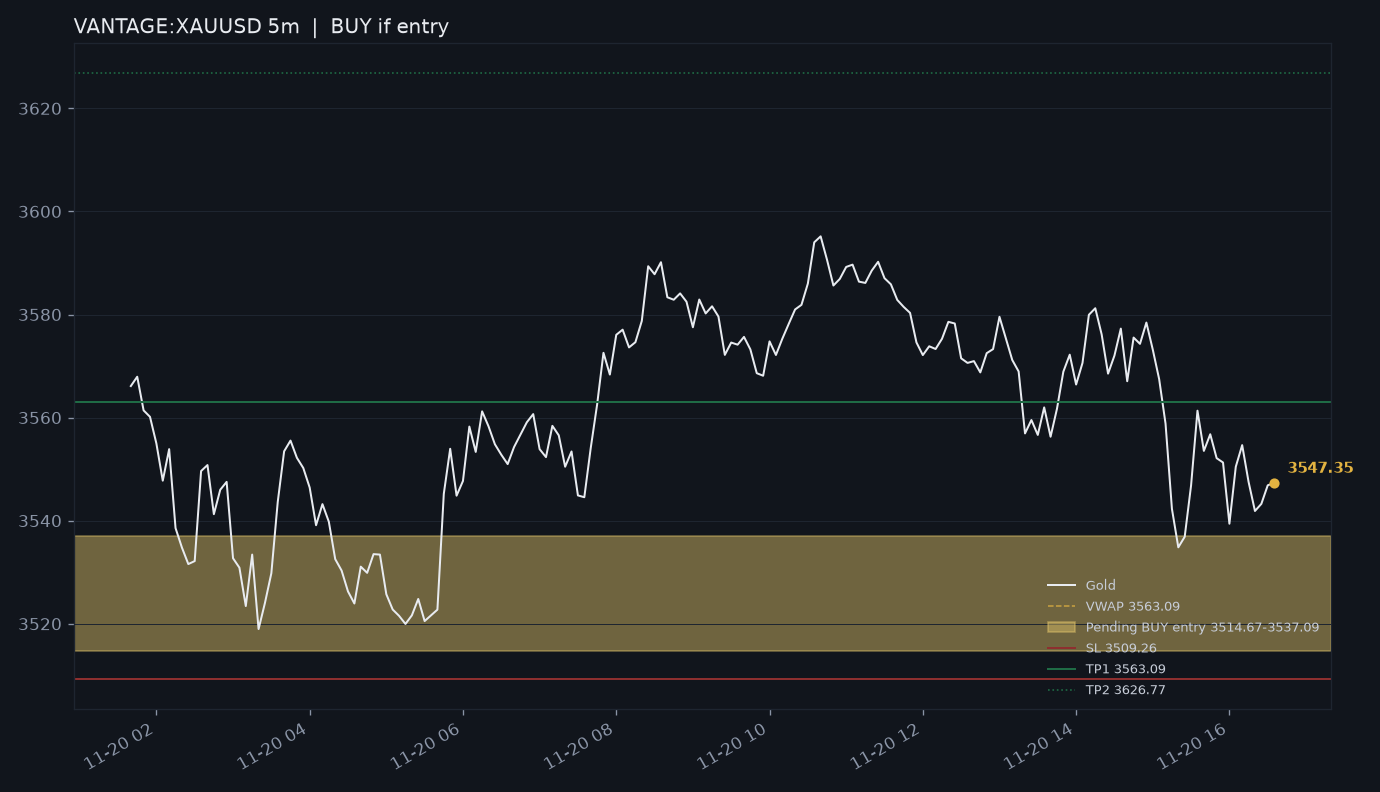 VANTAGE:XAUUSD 5m | BUY if entry
3620
3600
3580
3560
3540
3520
3547.35
Gold
VWAP 3563.09
Pending BUY entry 3514.67-3537.09
SL 3509.26
TP1 3563.09
TP2 3626.77
11-20 02
11-20 04
11-20 06
11-20 08
11-20 10
11-20 12
11-20 14
11-20 16